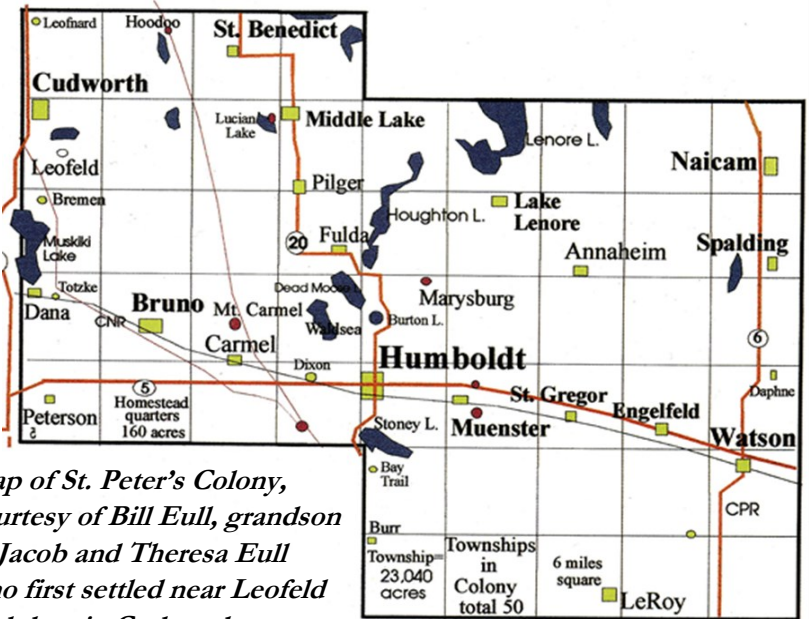 Leofnard
Hoodoo
St. Benedict
Cudworth
Lucian
Lake
Middle Lake
Lenore L.
Leofeld
Naicam
Pilger
Bremen
Lake
Lenore
Houghton L.
Muskiki
Lake
20
Fulda
Annaheim
Spalding
Totzke
Dead Moose L.
Marysburg
Dana
Bruno
Mt. Carmel
Waldsea
Burton L.
CNR
Carmel
6
Dixon
Humboldt
5
Daphne
Homestead
quarters
160 acres
Peterson
St. Gregor
Engelfeld
Stoney L.
Muenster
Watson
Bay
Trail
CPR
Burr
Township=
23,040
acres
Townships
in
Colony
total 50
6 miles
square
LeRoy
ap of St. Peter's Colony,
urtesy of Bill Eull, grandson
Jacob and Theresa Eull
ho first settled near Leofeld